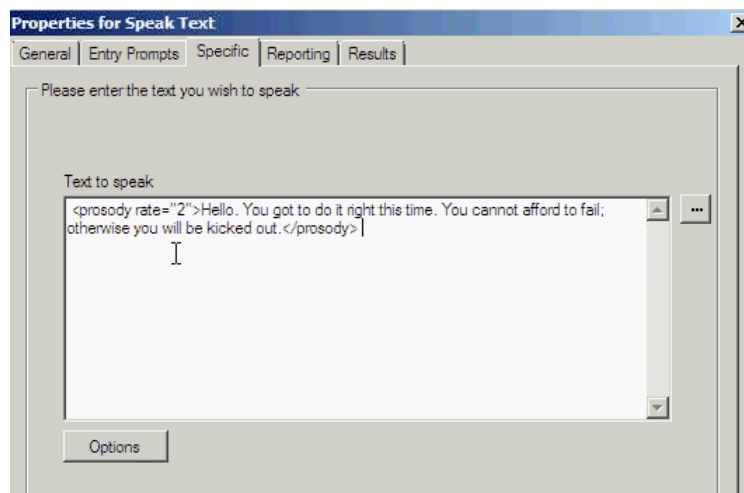 Properties for Speak Text
General Entry Prompts Specific Reporting Results
Please enter the text you wish to speak
Text to speak
<prosody rate="2">Hello. You got to do it right this time. You cannot afford to fail;
otherwise you will be kicked out.</prosody>
...
Options